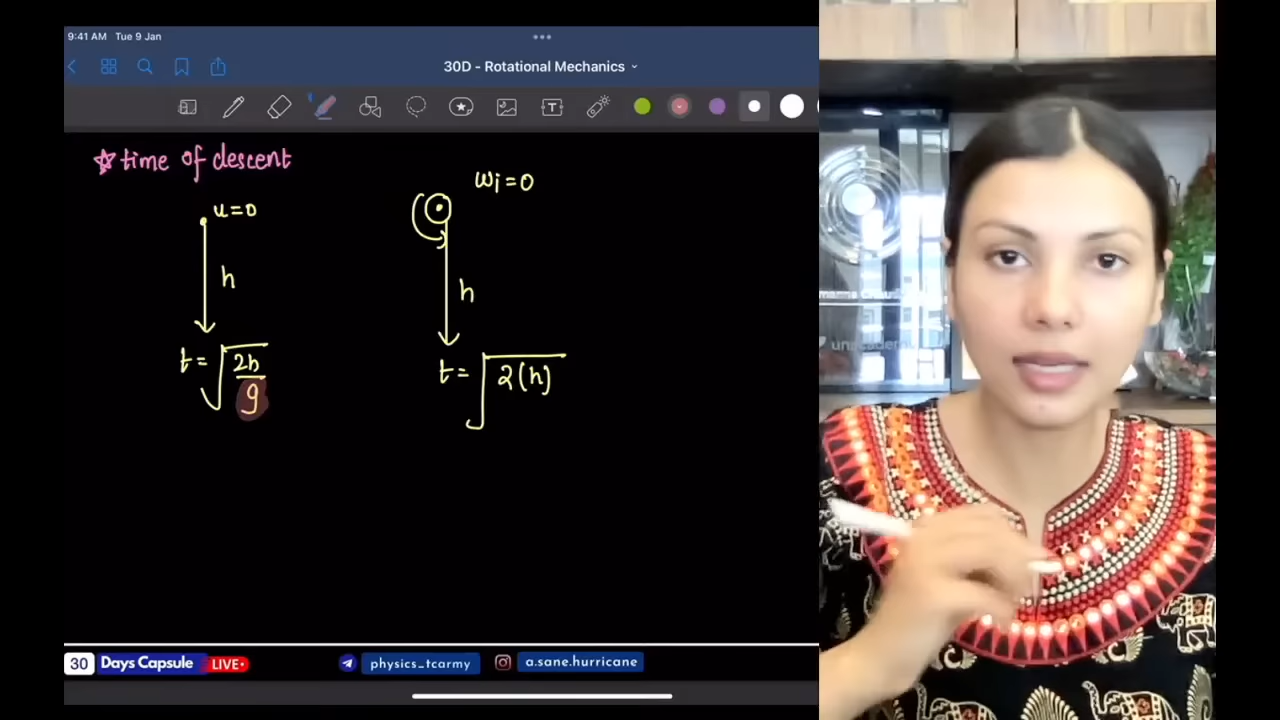 9:41 AM Tue 9 Jan
30D - Rotational Mechanics
☆ time of descent
u=0
h
t= √(2h/g)
ω_i=0
h
t= √2(h)
30 Days Capsule LIVE
physics_tcarmy
a.sane.hurricane